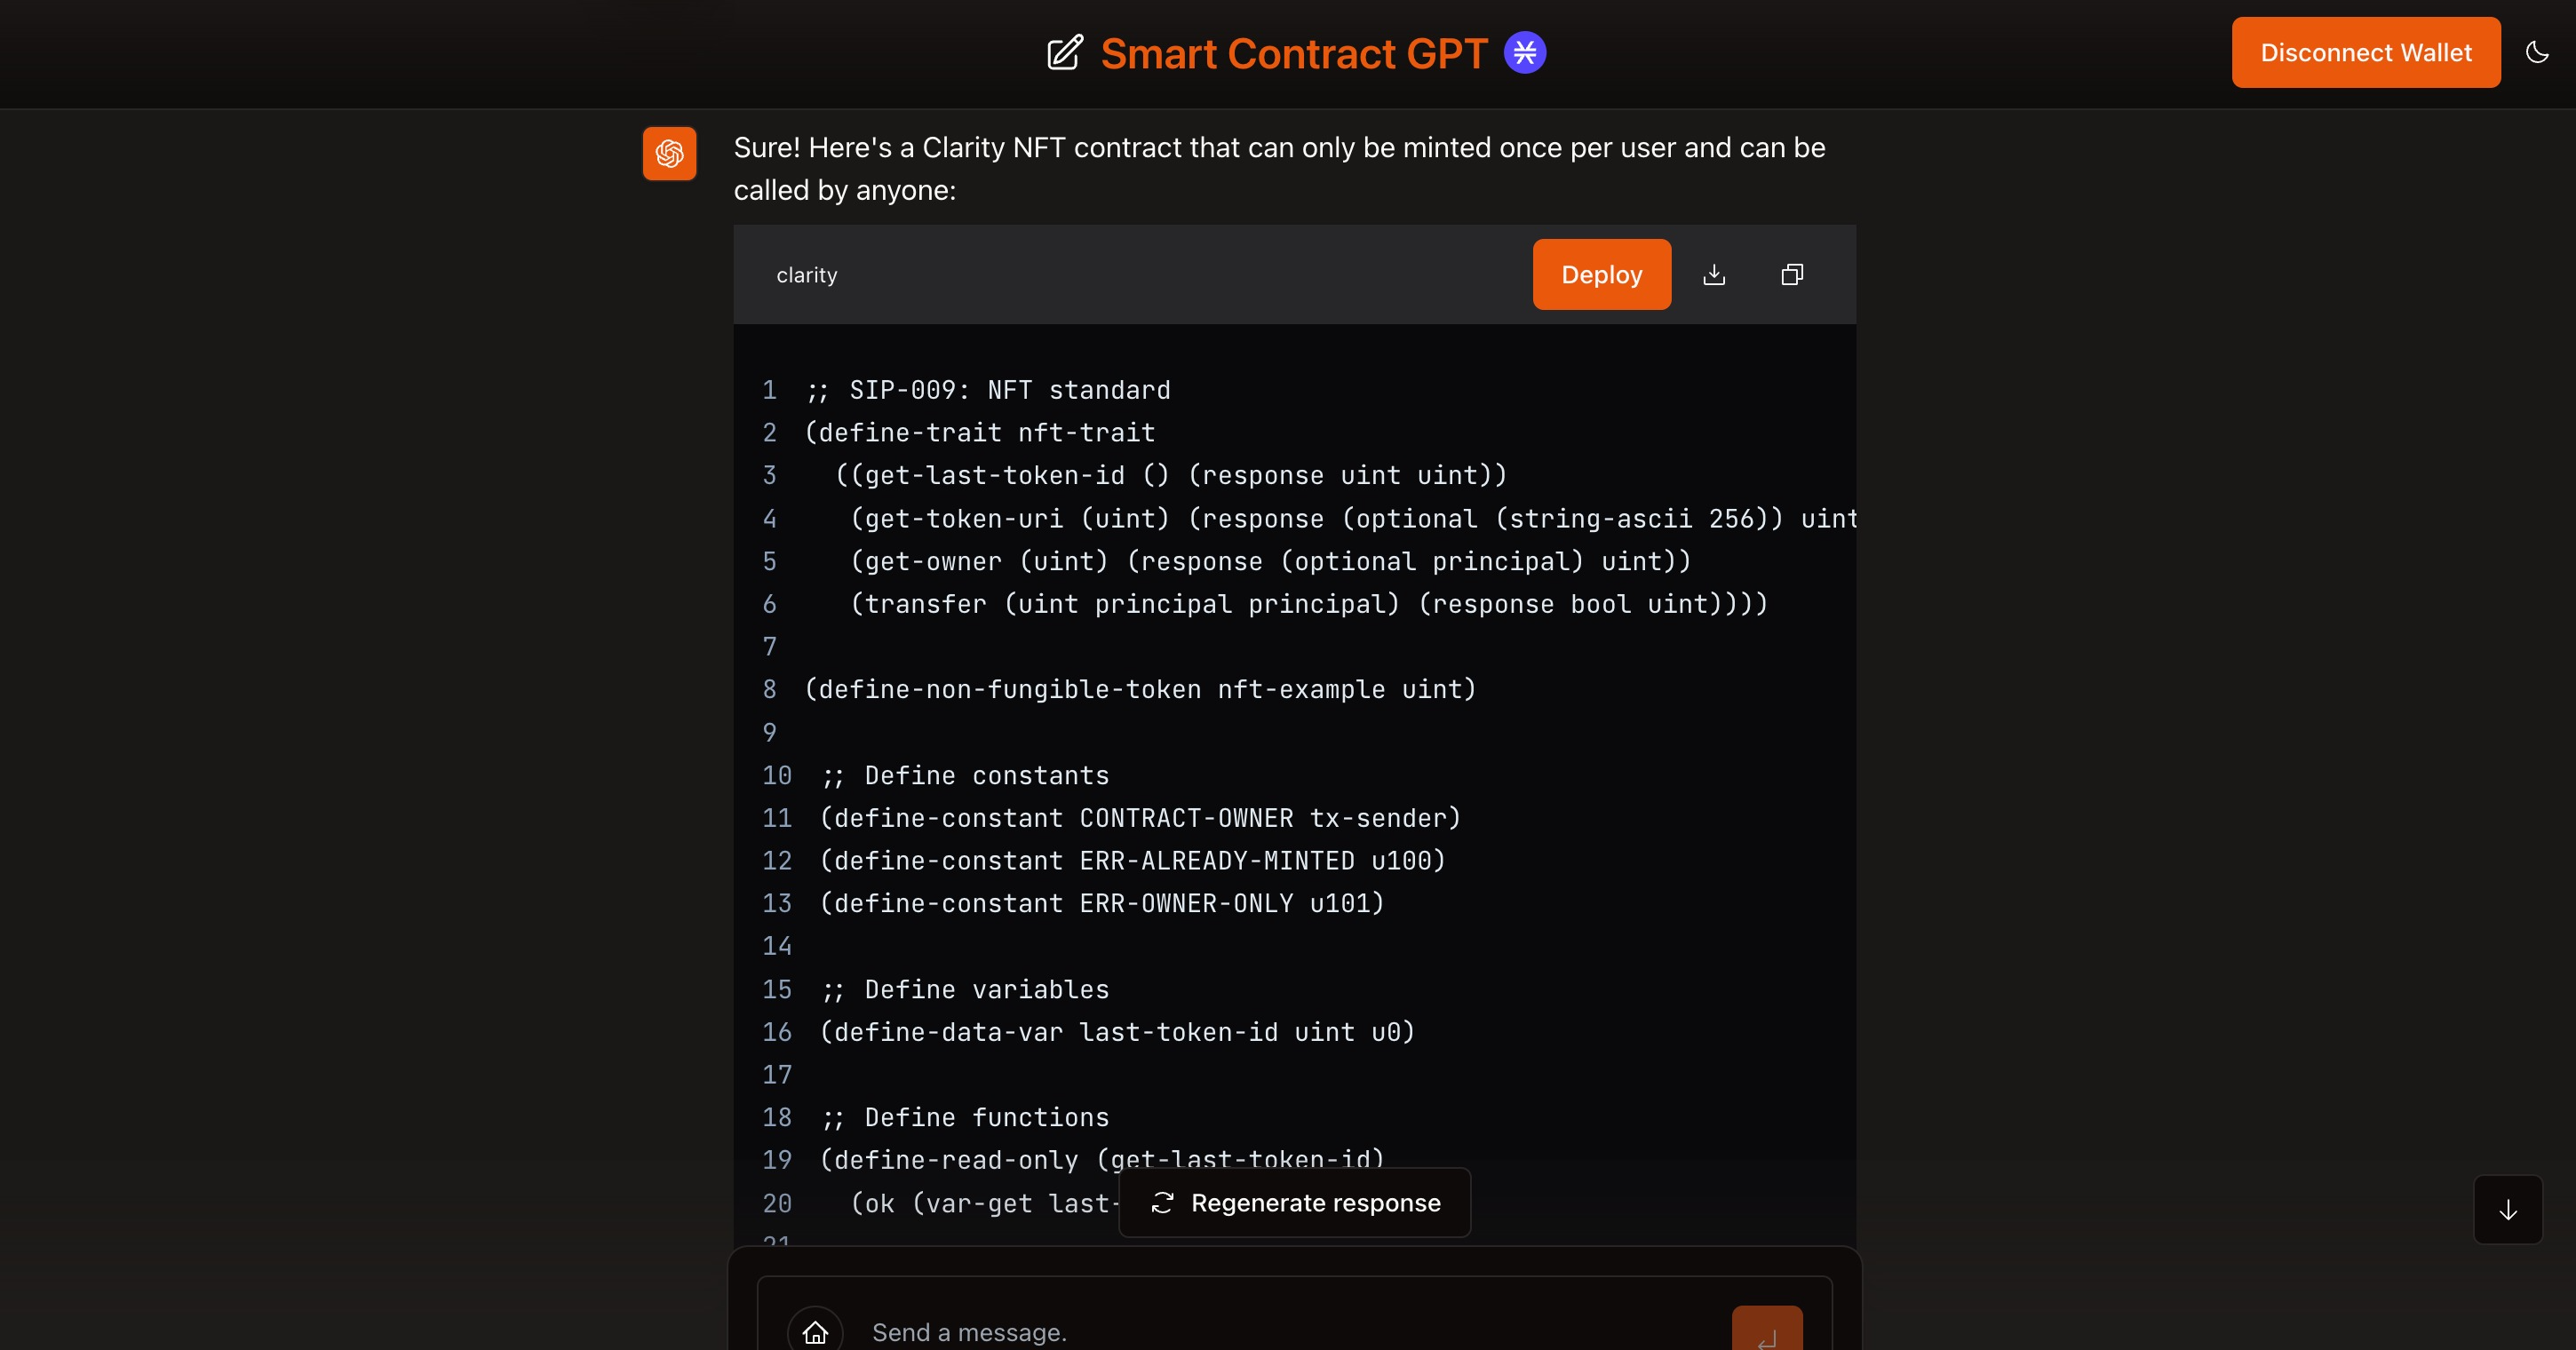 Smart Contract GPT
Disconnect Wallet
Sure! Here's a Clarity NFT contract that can only be minted once per user and can be
called by anyone:
clarity
Deploy
1 ;; SIP-009: NFT standard
2 (define-trait nft-trait
3   ((get-last-token-id () (response uint uint))
4    (get-token-uri (uint) (response (optional (string-ascii 256)) uint
5    (get-owner (uint) (response (optional principal) uint))
6    (transfer (uint principal principal) (response bool uint))))
7
8 (define-non-fungible-token nft-example uint)
9
10 ;; Define constants
11 (define-constant CONTRACT-OWNER tx-sender)
12 (define-constant ERR-ALREADY-MINTED u100)
13 (define-constant ERR-OWNER-ONLY u101)
14
15 ;; Define variables
16 (define-data-var last-token-id uint u0)
17
18 ;; Define functions
19 (define-read-only (get-last-token-id)
20   (ok (var-get last-
Regenerate response
21
Send a message.